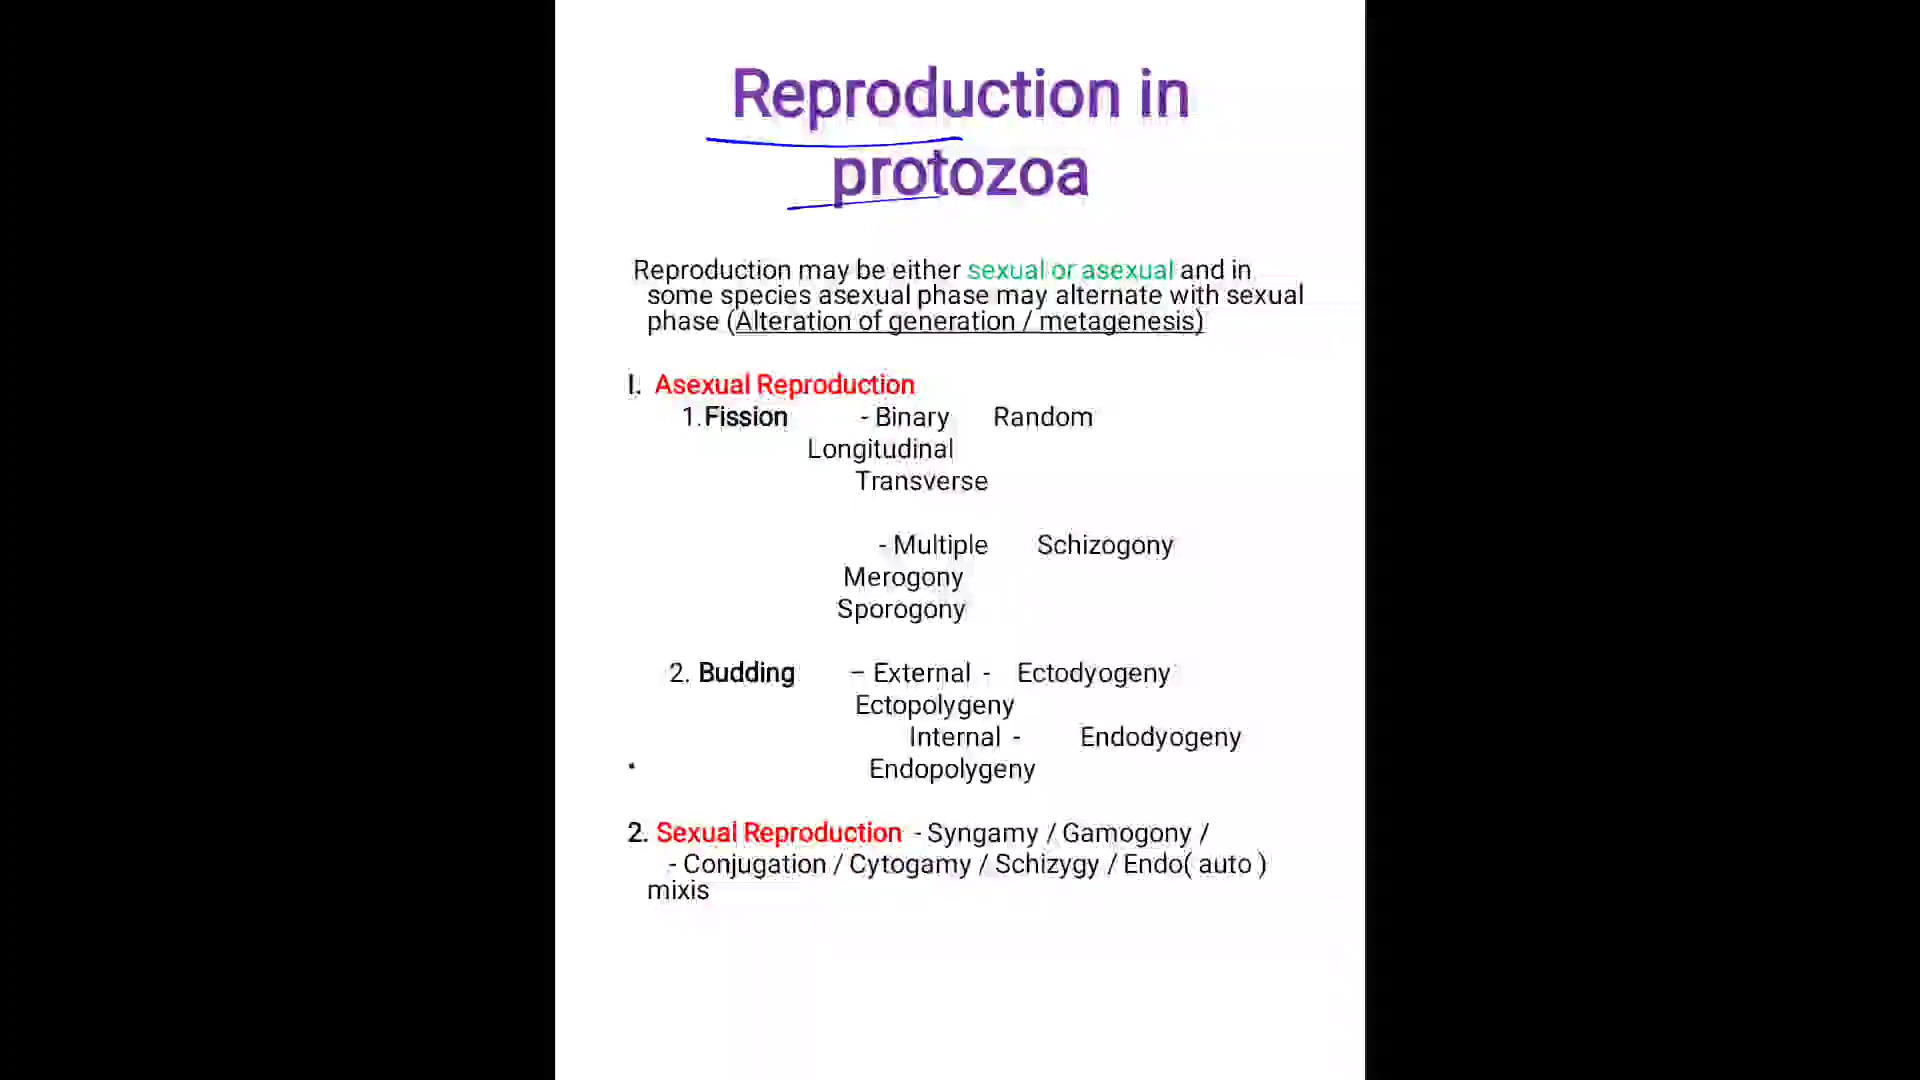 Reproduction in
protozoa
Reproduction may be either sexual or asexual and in
some species asexual phase may alternate with sexual
phase (Alteration of generation / metagenesis)
I. Asexual Reproduction
1. Fission - Binary Random
Longitudinal
Transverse
- Multiple Schizogony
Merogony
Sporogony
2. Budding – External - Ectodyogeny
Ectopolygeny
Internal - Endodyogeny
• Endopolygeny
2. Sexual Reproduction - Syngamy / Gamogony /
- Conjugation / Cytogamy / Schizygy / Endo( auto )
mixis